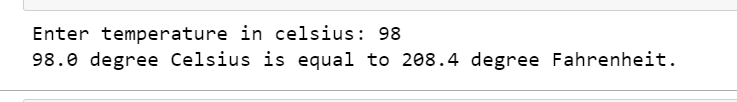 Enter temperature in celsius: 98
98.0 degree Celsius is equal to 208.4 degree Fahrenheit.